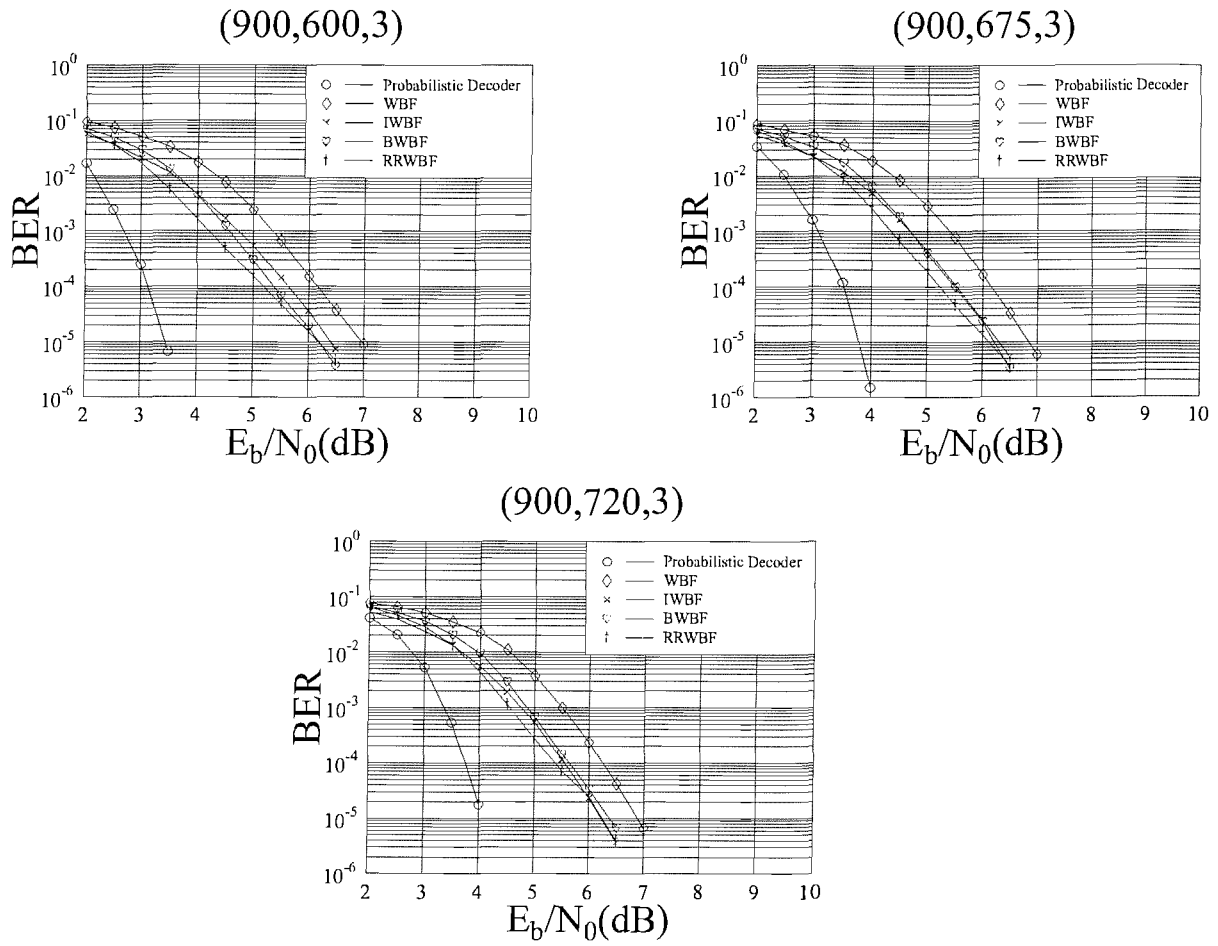 (900,600,3)
10^0
10^-1
10^-2
10^-3
10^-4
10^-5
10^-6
BER
Probabilistic Decoder
WBF
IWBF
BWBF
RRWBF
2 3 4 5 6 7 8 9 10
E_b/N_0(dB)
(900,675,3)
10^0
10^-1
10^-2
10^-3
10^-4
10^-5
10^-6
BER
Probabilistic Decoder
WBF
IWBF
BWBF
RRWBF
2 3 4 5 6 7 8 9 10
E_b/N_0(dB)
(900,720,3)
10^0
10^-1
10^-2
10^-3
10^-4
10^-5
10^-6
BER
Probabilistic Decoder
WBF
IWBF
BWBF
RRWBF
2 3 4 5 6 7 8 9 10
E_b/N_0(dB)